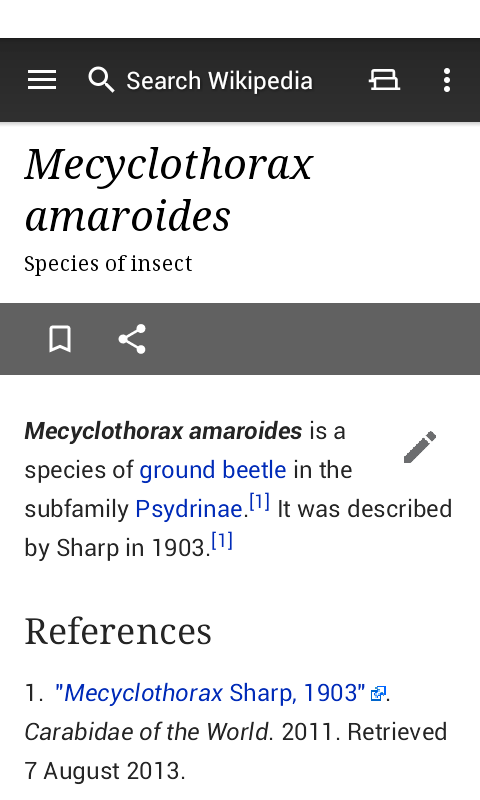 Search Wikipedia
Mecyclothorax
amaroides
Species of insect
Mecyclothorax amaroides is a
species of ground beetle in the
subfamily Psydrinae.[1] It was described
by Sharp in 1903.[1]
References
1. "Mecyclothorax Sharp, 1903".
Carabidae of the World. 2011. Retrieved
7 August 2013.